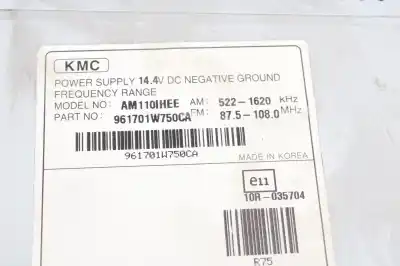 KMC
POWER SUPPLY 14.4V DC NEGATIVE GROUND
FREQUENCY RANGE
MODEL NO: AM110IHEE AM: 522-1620 KHz
PART NO: 961701W750CA FM: 87.5-108.0 MHz
961701W750CA
MADE IN KOREA
e11
10R-035704
R75